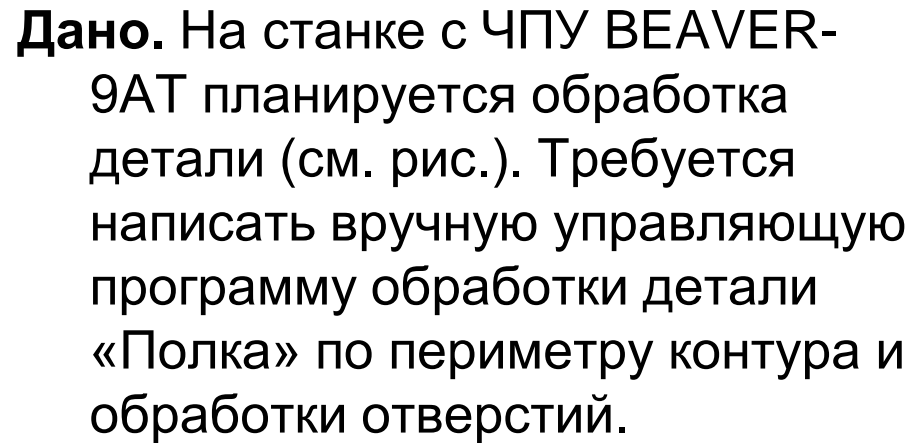 Дано. На станке с ЧПУ BEAVER-
9АТ планируется обработка
детали (см. рис.). Требуется
написать вручную управляющую
программу обработки детали
«Полка» по периметру контура и
обработки отверстий.